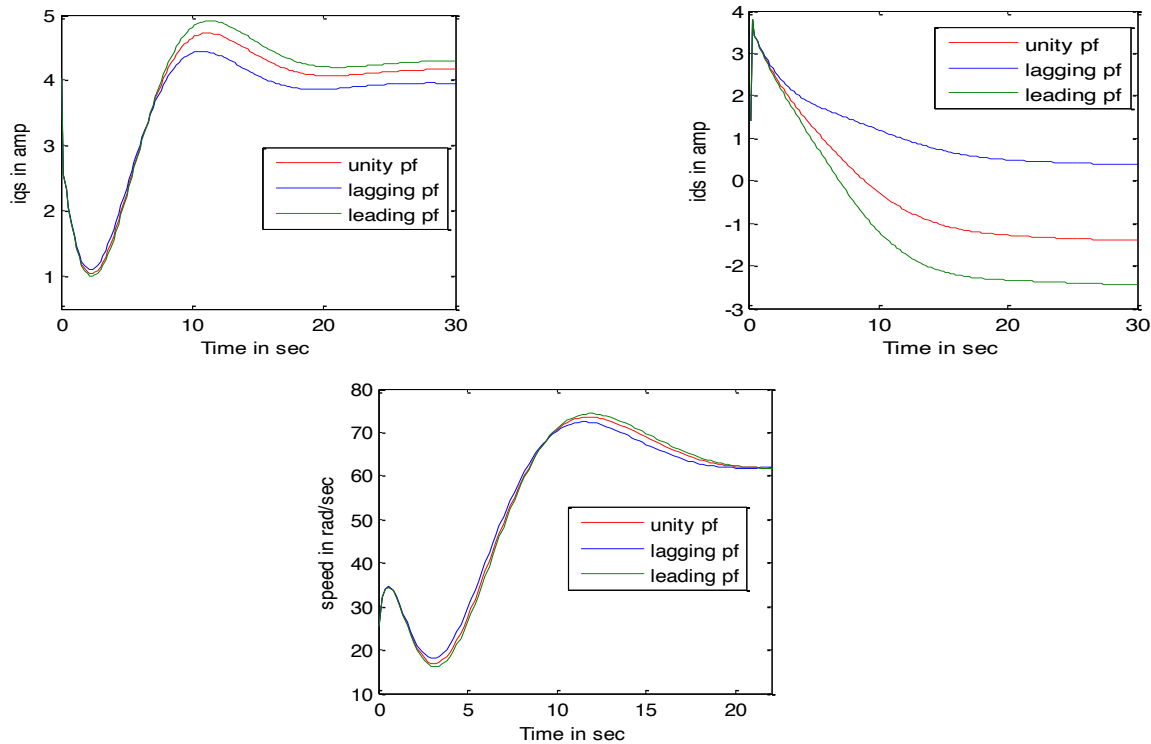 5
4
3
2
1
iqs in amp
unity pf
lagging pf
leading pf
0 10 20 30
Time in sec
4
3
2
1
0
-1
-2
-3
ids in amp
unity pf
lagging pf
leading pf
0 10 20 30
Time in sec
80
70
60
50
40
30
20
10
speed in rad/sec
unity pf
lagging pf
leading pf
0 5 10 15 20
Time in sec